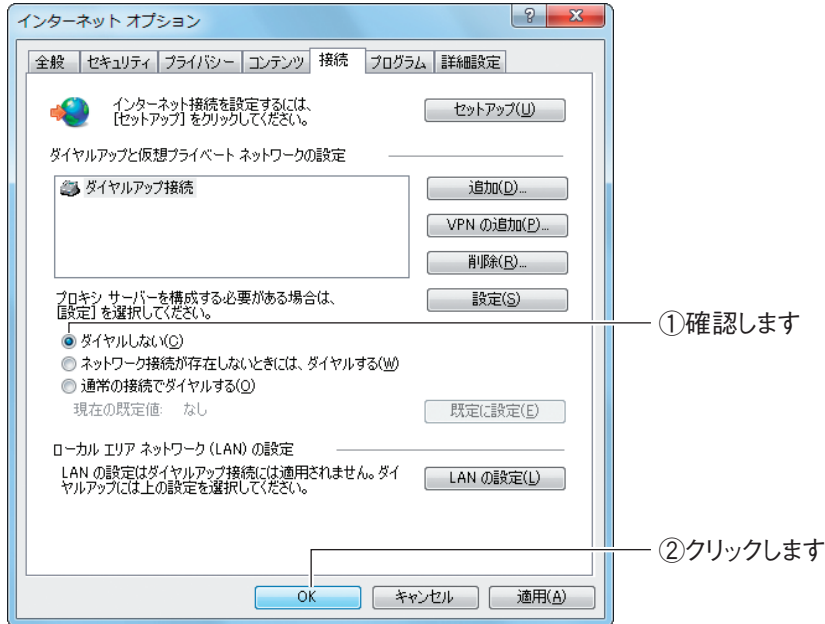 インターネット オプション
全般 セキュリティ プライバシー コンテンツ 接続 プログラム 詳細設定
インターネット接続を設定するには、
[セットアップ] をクリックしてください。
セットアップ(U)
ダイヤルアップと仮想プライベート ネットワークの設定
ダイヤルアップ接続
追加(D)...
VPN の追加(P)...
削除(R)...
プロキシ サーバーを構成する必要がある場合は、
[設定] を選択してください。
設定(S)
①確認します
ダイヤルしない(C)
ネットワーク接続が存在しないときには、ダイヤルする(W)
通常の接続でダイヤルする(O)
現在の既定値: なし
既定に設定(E)
ローカル エリア ネットワーク (LAN) の設定
LAN の設定はダイヤルアップ接続には適用されません。ダイ
ヤルアップには上の設定を選択してください。
LAN の設定(L)
②クリックします
OK キャンセル 適用(A)